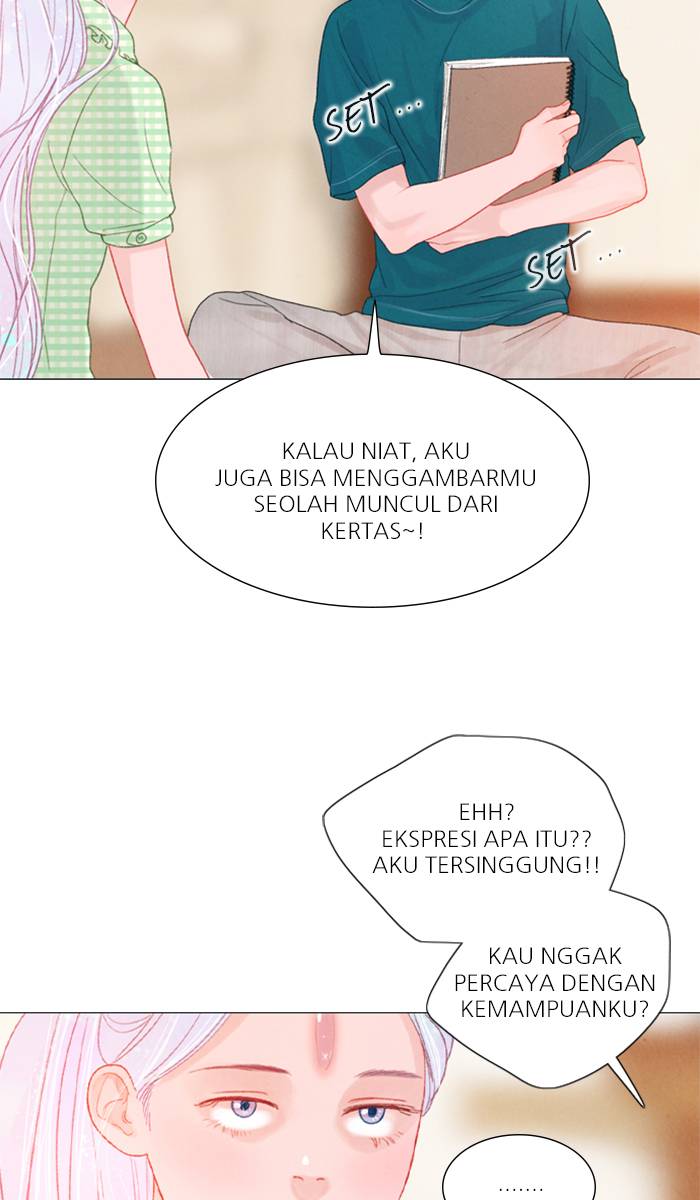 SET...
SET...
KALAU NIAT, AKU
JUGA BISA MENGGAMBARMU
SEOLAH MUNCUL DARI
KERTAS~!
EHH?
EKSPRESI APA ITU??
AKU TERSINGGUNG!!
KAU NGGAK
PERCAYA DENGAN
KEMAMPUANKU?
.......